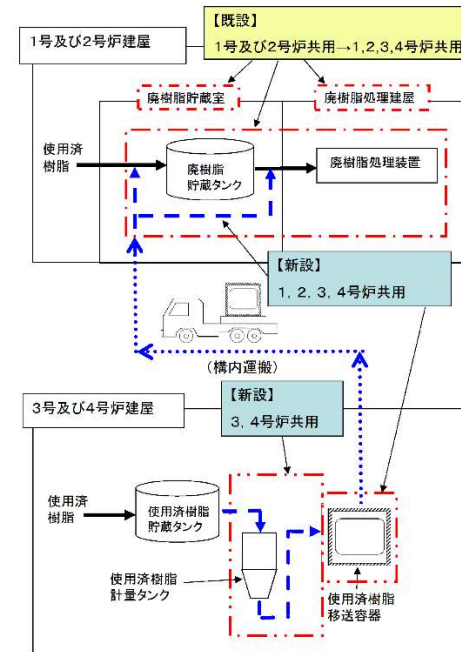 【既設】
1号及び2号炉共用→1,2,3,4号炉共用
1号及び2号炉建屋
廃樹脂貯蔵室
廃樹脂処理建屋
使用済
樹脂
廃樹脂
貯蔵タンク
廃樹脂処理装置
【新設】
1, 2, 3, 4号炉共用
(構内運搬)
3号及び4号炉建屋
【新設】
3, 4号炉共用
使用済
樹脂
使用済樹脂
貯蔵タンク
使用済樹脂
計量タンク
使用済樹脂
移送容器